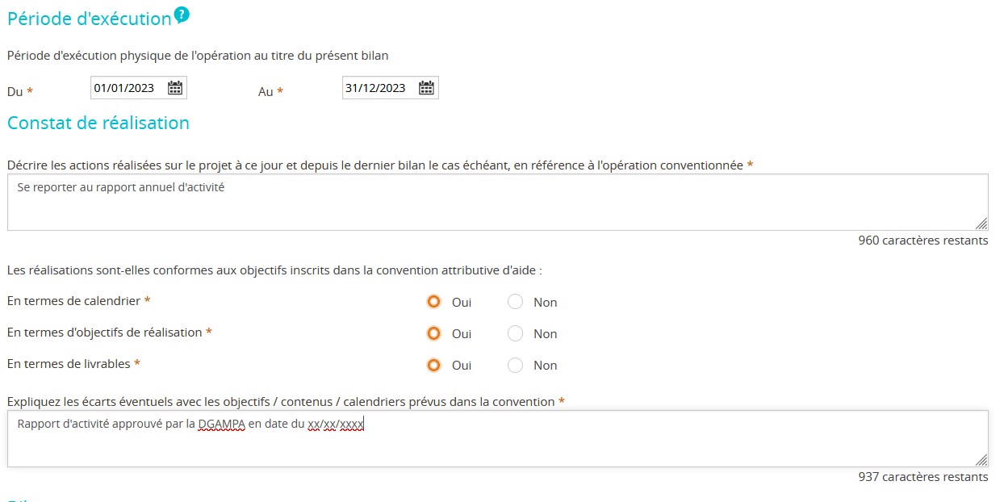 Période d'exécution ?
Période d'exécution physique de l'opération au titre du présent bilan
Du * 01/01/2023 Au * 31/12/2023
Constat de réalisation
Décrire les actions réalisées sur le projet à ce jour et depuis le dernier bilan le cas échéant, en référence à l'opération conventionnée *
Se reporter au rapport annuel d'activité
960 caractères restants
Les réalisations sont-elles conformes aux objectifs inscrits dans la convention attributive d'aide :
En termes de calendrier * Oui Non
En termes d'objectifs de réalisation * Oui Non
En termes de livrables * Oui Non
Expliquez les écarts éventuels avec les objectifs / contenus / calendriers prévus dans la convention *
Rapport d'activité approuvé par la DGAMPA en date du xx/xx/xxxx
937 caractères restants